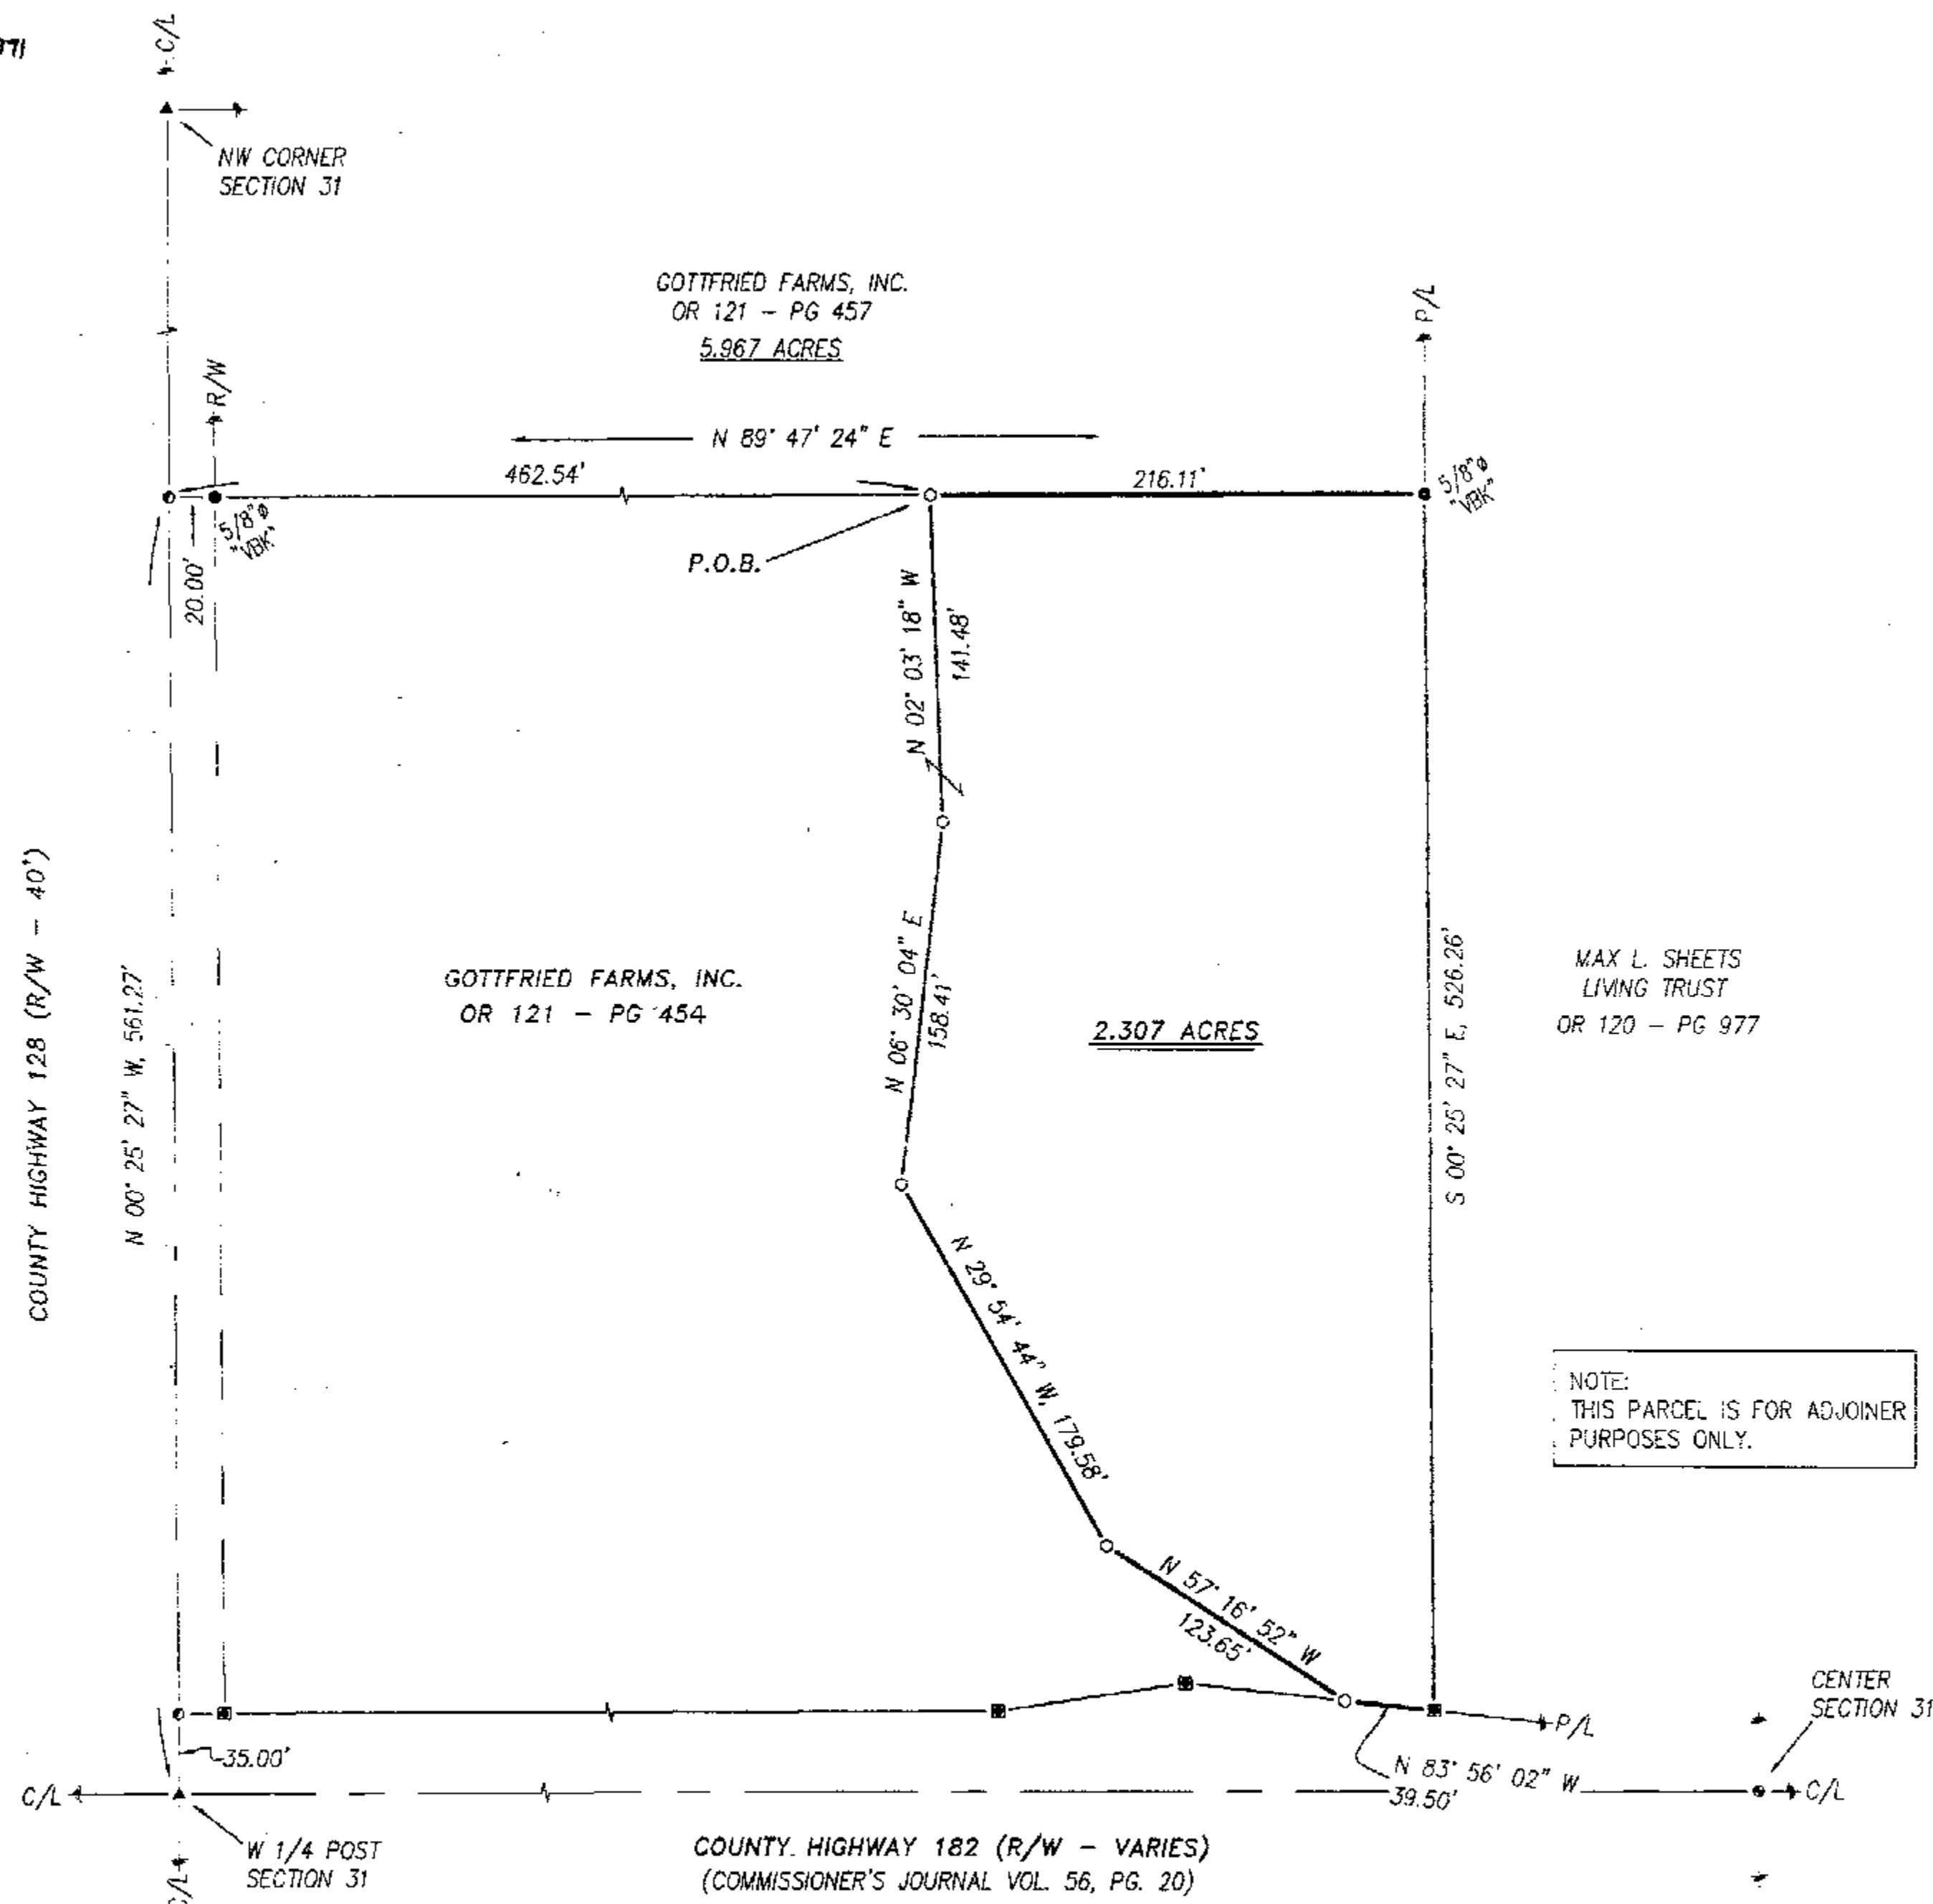 C/L
NW CORNER
SECTION 31
GOTTFRIED FARMS, INC.
OR 121 - PG 457
5.967 ACRES
P/L
R/W
N 89° 47' 24" E
462.54'
216.11'
5/8"ø
"VBK"
5/8"ø
"VBK"
20.00'
P.O.B.
N 02° 03' 18" W
141.48'
COUNTY HIGHWAY 128 (R/W - 40')
N 00° 25' 27" W, 561.27'
GOTTFRIED FARMS, INC.
OR 121 - PG 454
N 06° 30' 04" E
158.41'
2.307 ACRES
S 00° 25' 27" E, 526.26'
MAX L. SHEETS
LIVING TRUST
OR 120 - PG 977
N 29° 54' 44" W, 179.58'
NOTE:
THIS PARCEL IS FOR ADJOINER
PURPOSES ONLY.
N 57° 16' 52" W
123.65'
CENTER
SECTION 31
P/L
35.00'
N 83° 56' 02" W
39.50'
C/L
C/L
W 1/4 POST
SECTION 31
C/L
COUNTY. HIGHWAY 182 (R/W - VARIES)
(COMMISSIONER'S JOURNAL VOL. 56, PG. 20)